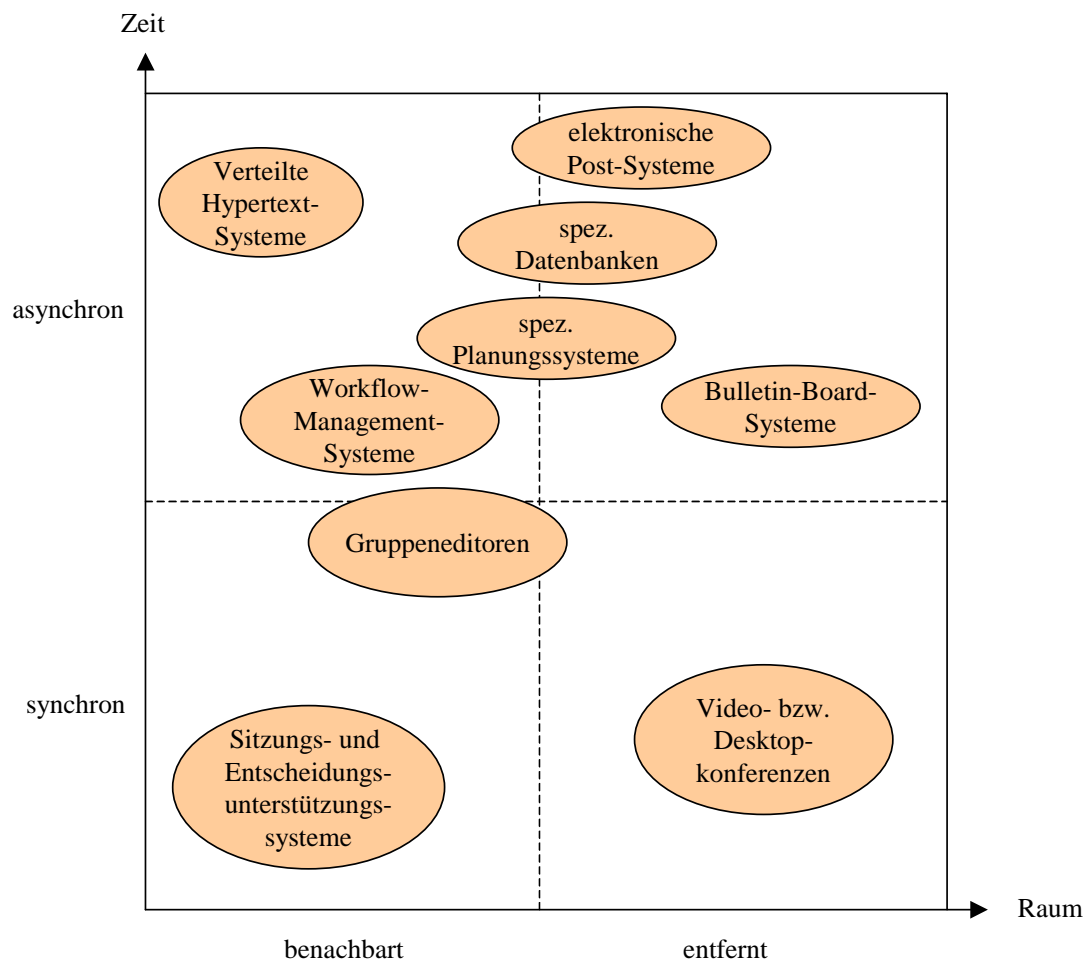 Zeit
elektronische
Post-Systeme
Verteilte
Hypertext-
Systeme
spez.
Datenbanken
asynchron
spez.
Planungssysteme
Workflow-
Management-
Systeme
Bulletin-Board-
Systeme
Gruppeneditoren
synchron
Video- bzw.
Desktop-
konferenzen
Sitzungs- und
Entscheidungs-
unterstützungs-
systeme
Raum
benachbart
entfernt